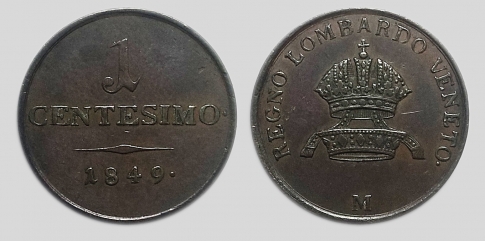 1
CENTESIMO·
1849·
REGNO LOMBARDO VENETO.
M